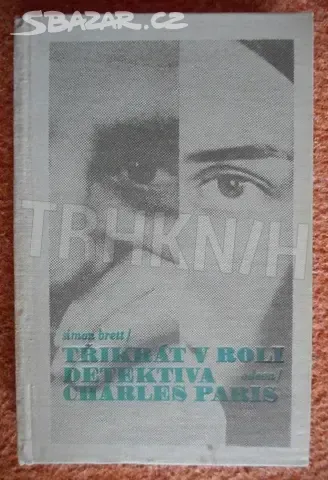 SBAZAR.CZ
TRHKNIH
simon brett/
TŘIKRÁT V ROLI
DETEKTIVA odeon/
CHARLES PARIS